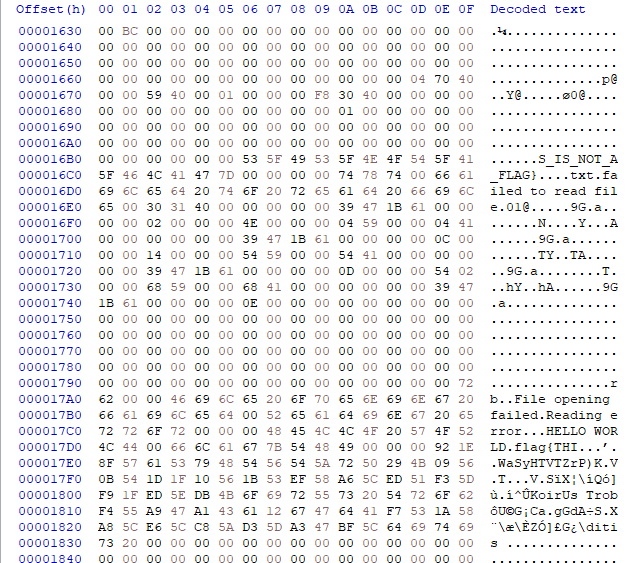 Offset(h) 00 01 02 03 04 05 06 07 08 09 0A 0B 0C 0D 0E 0F Decoded text
00001630 00 BC 00 00 00 00 00 00 00 00 00 00 00 00 00 00 .¼..............
00001640 00 00 00 00 00 00 00 00 00 00 00 00 00 00 00 00 ................
00001650 00 00 00 00 00 00 00 00 00 00 00 00 00 00 00 00 ................
00001660 00 00 00 00 00 00 00 00 00 00 00 00 00 04 70 40 ..............p@
00001670 00 00 59 40 00 01 00 00 00 F8 30 40 00 00 00 00 ..Y@.....ø0@....
00001680 00 00 00 00 00 00 00 00 00 00 01 00 00 00 00 00 ................
00001690 00 00 00 00 00 00 00 00 00 00 00 00 00 00 00 00 ................
000016A0 00 00 00 00 00 00 00 00 00 00 00 00 00 00 00 00 ................
000016B0 00 00 00 00 00 00 53 5F 49 53 5F 4E 4F 54 5F 41 ......S_IS_NOT_A
000016C0 5F 46 4C 41 47 7D 00 00 00 00 74 78 74 00 66 61 _FLAG}....txt.fa
000016D0 69 6C 65 64 20 74 6F 20 72 65 61 64 20 66 69 6C iled to read fil
000016E0 65 00 30 31 40 00 00 00 00 00 39 47 1B 61 00 00 e.01@.....9G.a..
000016F0 00 00 02 00 00 00 4E 00 00 00 04 59 00 00 04 41 ......N....Y...A
00001700 00 00 00 00 00 00 39 47 1B 61 00 00 00 00 0C 00 ......9G.a......
00001710 00 00 14 00 00 00 54 59 00 00 54 41 00 00 00 00 ......TY..TA....
00001720 00 00 39 47 1B 61 00 00 00 00 0D 00 00 00 54 02 ..9G.a........T.
00001730 00 00 68 59 00 00 68 41 00 00 00 00 00 00 39 47 ..hY..hA......9G
00001740 1B 61 00 00 00 00 0E 00 00 00 00 00 00 00 00 00 .a..............
00001750 00 00 00 00 00 00 00 00 00 00 00 00 00 00 00 00 ................
00001760 00 00 00 00 00 00 00 00 00 00 00 00 00 00 00 00 ................
00001770 00 00 00 00 00 00 00 00 00 00 00 00 00 00 00 00 ................
00001780 00 00 00 00 00 00 00 00 00 00 00 00 00 00 00 00 ................
00001790 00 00 00 00 00 00 00 00 00 00 00 00 00 00 00 72 ...............r
000017A0 62 00 00 46 69 6C 65 20 6F 70 65 6E 69 6E 67 20 b..File opening
000017B0 66 61 69 6C 65 64 00 52 65 61 64 69 6E 67 20 65 failed.Reading e
000017C0 72 72 6F 72 00 00 00 48 45 4C 4C 4F 20 57 4F 52 rror...HELLO WOR
000017D0 4C 44 00 66 6C 61 67 7B 54 48 49 00 00 00 92 1E LD.flag{THI...’.
000017E0 8F 57 61 53 79 48 54 56 54 5A 72 50 29 4B 09 56 .WaSyHTVTZrP)K.V
000017F0 0B 54 1D 1F 10 56 1B 53 EF 58 A6 5C ED 51 F3 5D .T...V.SïX¦\íQó]
00001800 F9 1F ED 5E DB 4B 6F 69 72 55 73 20 54 72 6F 62 ù.í^ÛKoirUs Trob
00001810 F4 55 A9 47 A1 43 61 12 67 47 64 41 F7 53 1A 58 ôU©G¡Ca.gGdA÷S.X
00001820 A8 5C E6 5C C8 5A D3 5D A3 47 BF 5C 64 69 74 69 ¨\æ\ÈZÓ]£G¿\diti
00001830 73 20 00 00 00 00 00 00 00 00 00 00 00 00 00 00 s ..............
00001840 00 00 00 00 00 00 00 00 00 00 00 00 00 00 00 00 ................